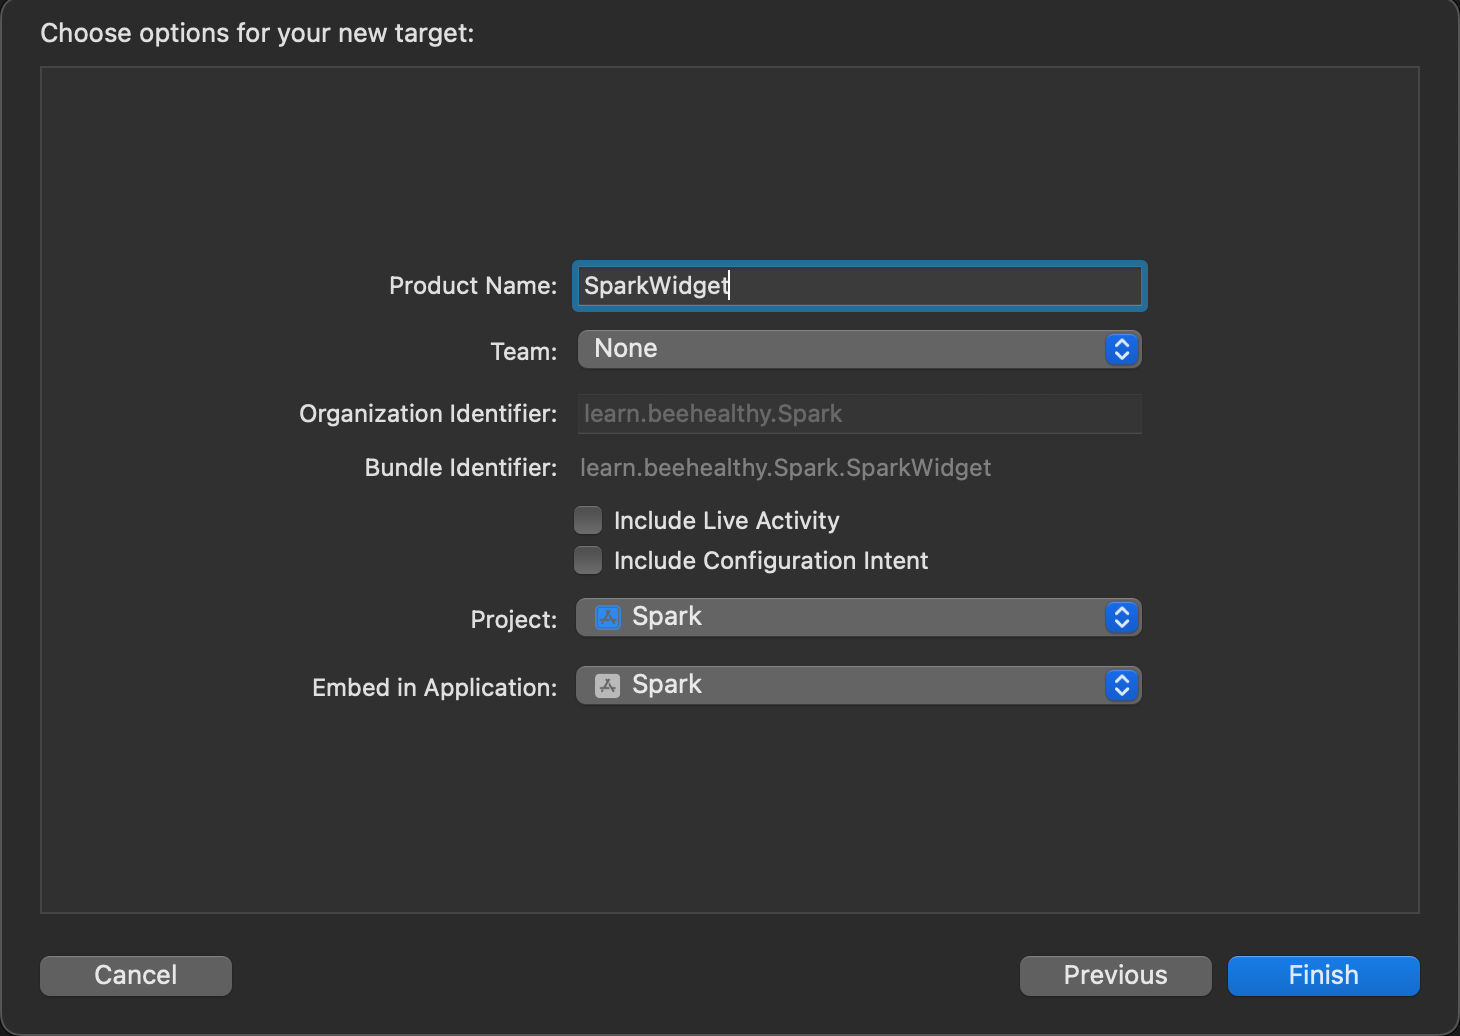 Choose options for your new target:
Product Name: SparkWidget
Team: None
Organization Identifier: learn.beehealthy.Spark
Bundle Identifier: learn.beehealthy.Spark.SparkWidget
Include Live Activity
Include Configuration Intent
Project: Spark
Embed in Application: Spark
Cancel Previous Finish